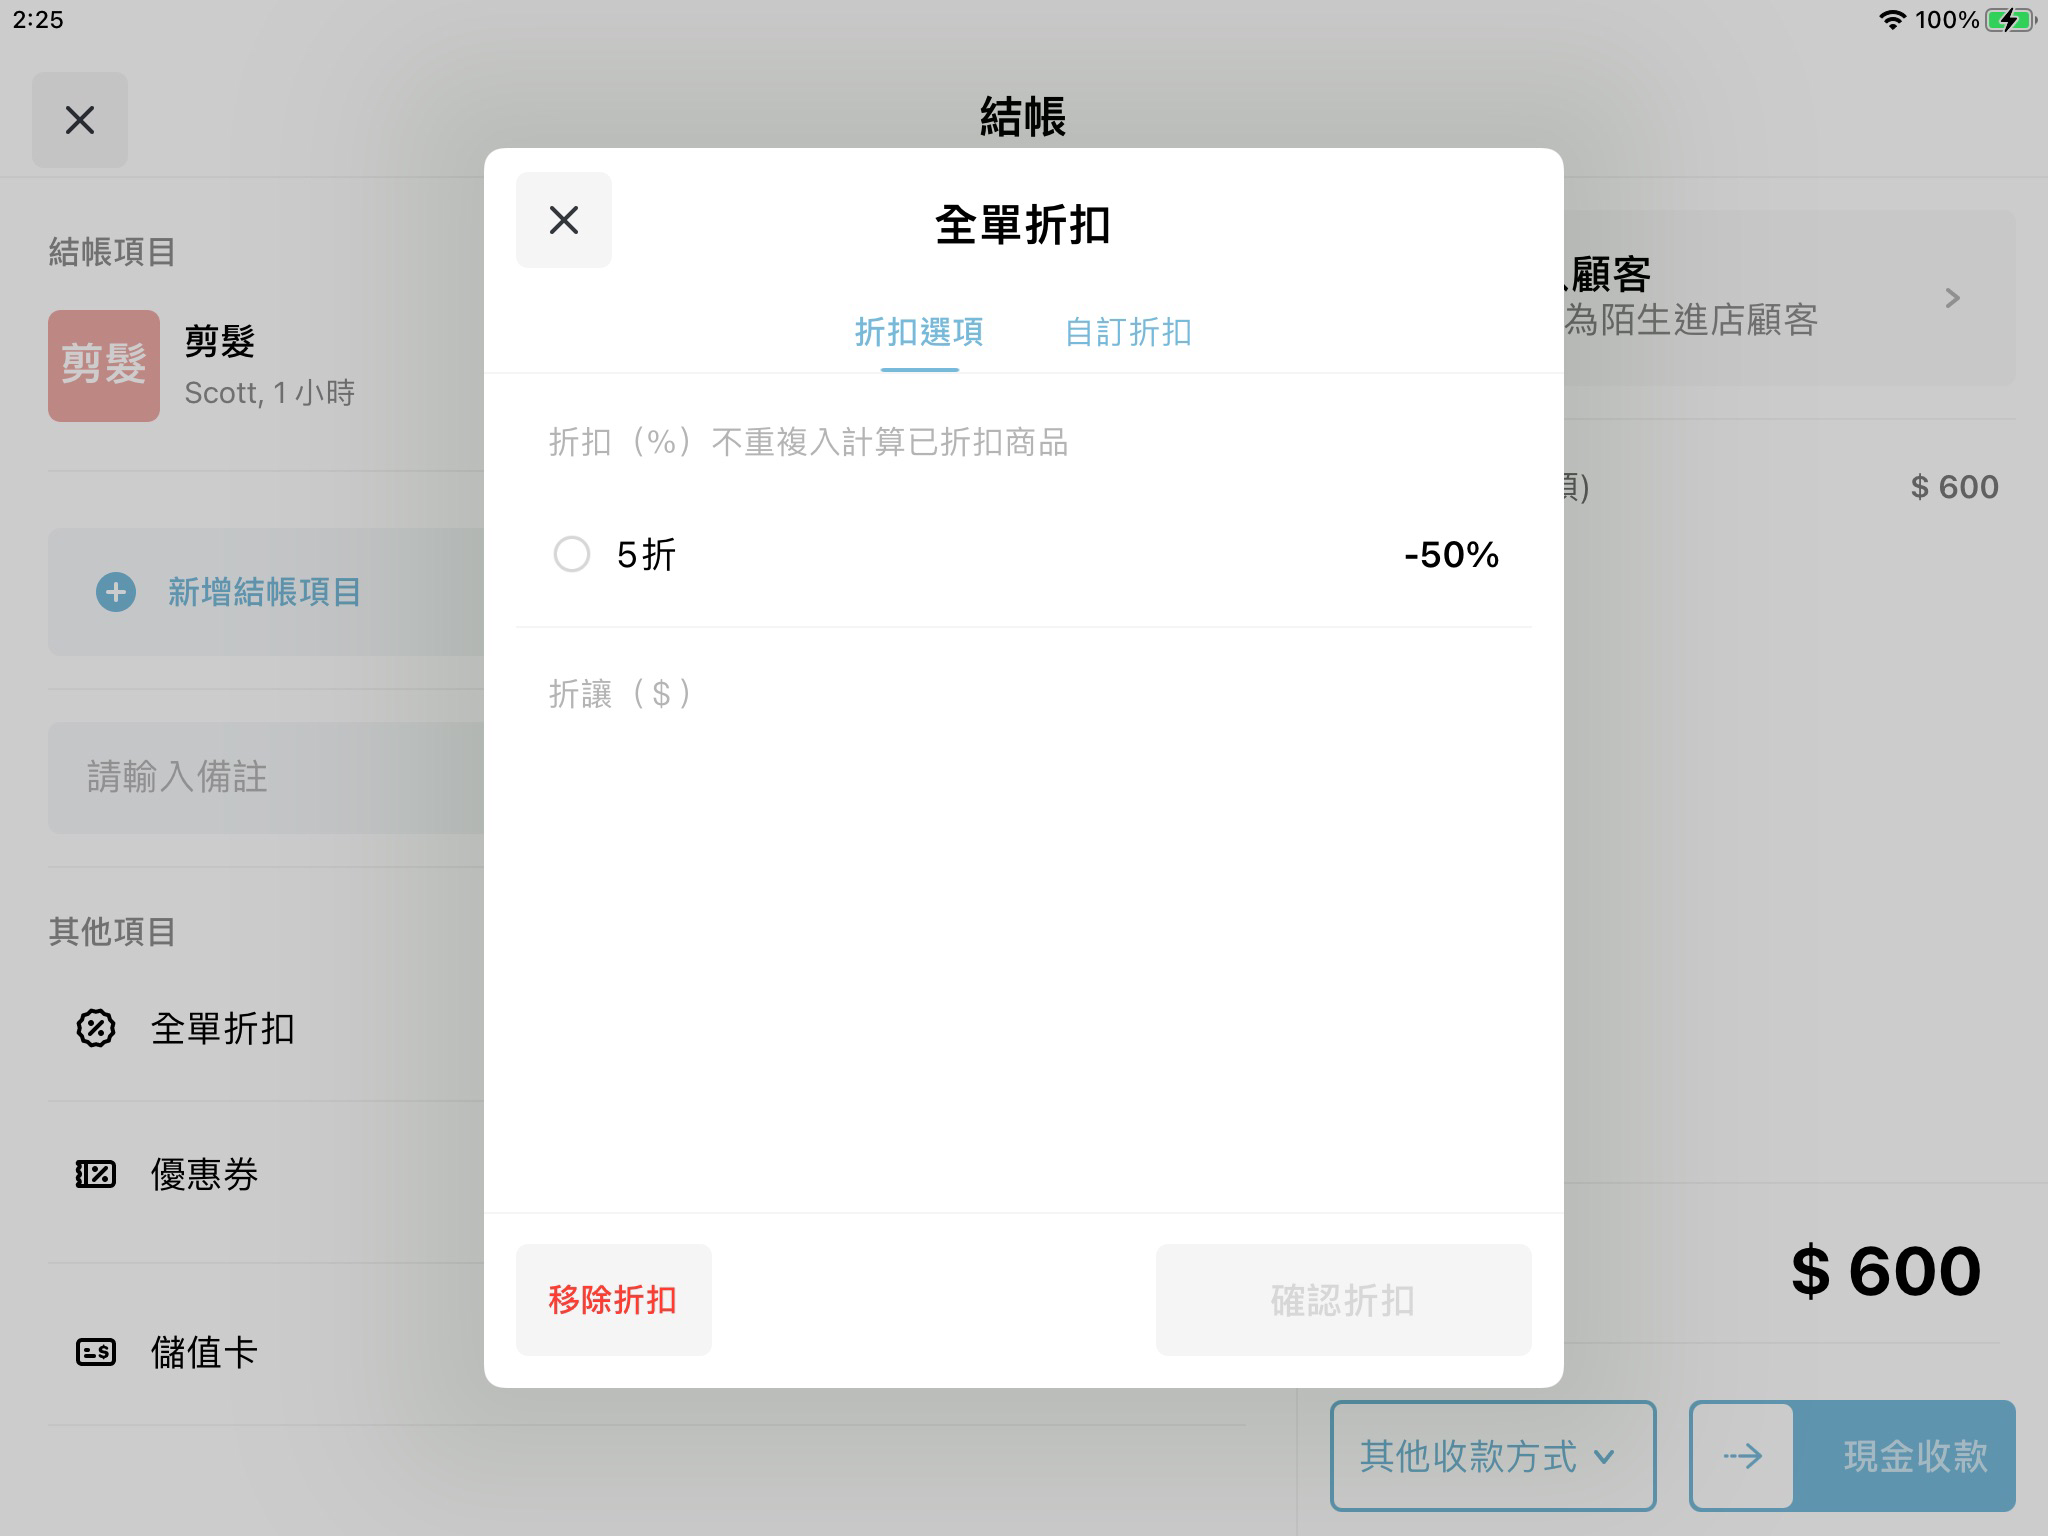 2:25
100%
結帳
結帳項目
剪髮
剪髮
Scott, 1 小時
新增結帳項目
請輸入備註
其他項目
全單折扣
優惠券
儲值卡
全單折扣
折扣選項
自訂折扣
折扣（%）不重複入計算已折扣商品
5折
-50%
折讓（$）
移除折扣
確認折扣
顧客
為陌生進店顧客
項)
$ 600
$ 600
其他收款方式
現金收款